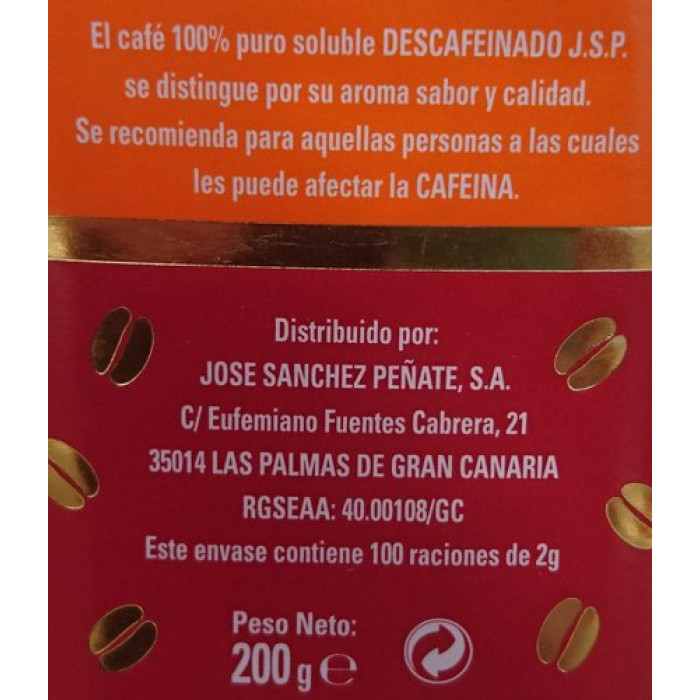 El café 100% puro soluble DESCAFEINADO J.S.P.
se distingue por su aroma sabor y calidad.
Se recomienda para aquellas personas a las cuales
les puede afectar la CAFEINA.
Distribuido por:
JOSE SANCHEZ PEÑATE, S.A.
C/ Eufemiano Fuentes Cabrera, 21
35014 LAS PALMAS DE GRAN CANARIA
RGSEAA: 40.00108/GC
Este envase contiene 100 raciones de 2g
Peso Neto:
200 g ℮